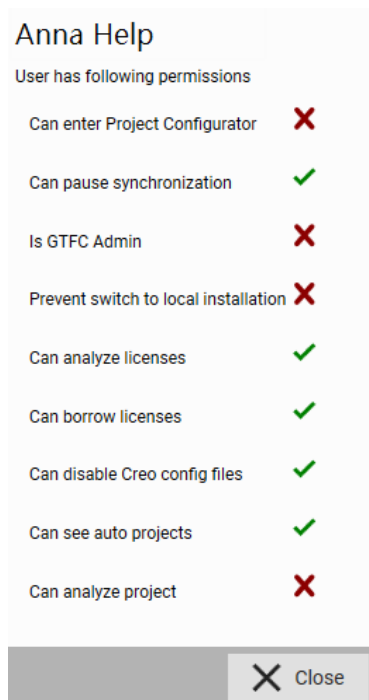 Anna Help
User has following permissions
Can enter Project Configurator
Can pause synchronization
Is GTFC Admin
Prevent switch to local installation
Can analyze licenses
Can borrow licenses
Can disable Creo config files
Can see auto projects
Can analyze project
Close